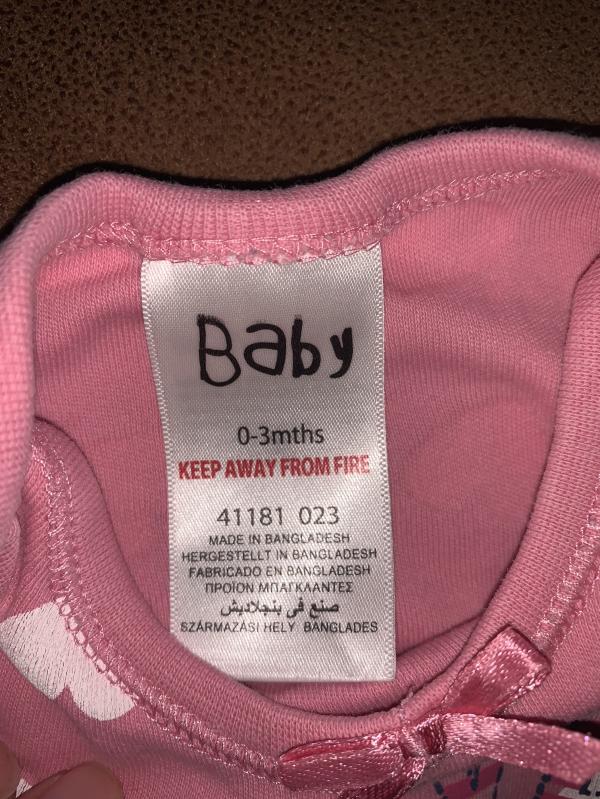 Baby
0-3mths
KEEP AWAY FROM FIRE
41181 023
MADE IN BANGLADESH
HERGESTELLT IN BANGLADESH
FABRICADO EN BANGLADESH
ΠΡΟΪΟΝ ΜΠΑΓΚΛΑΝΤΕΣ
صنع في بنجلاديش
SZÁRMAZÁSI HELY BANGLADES